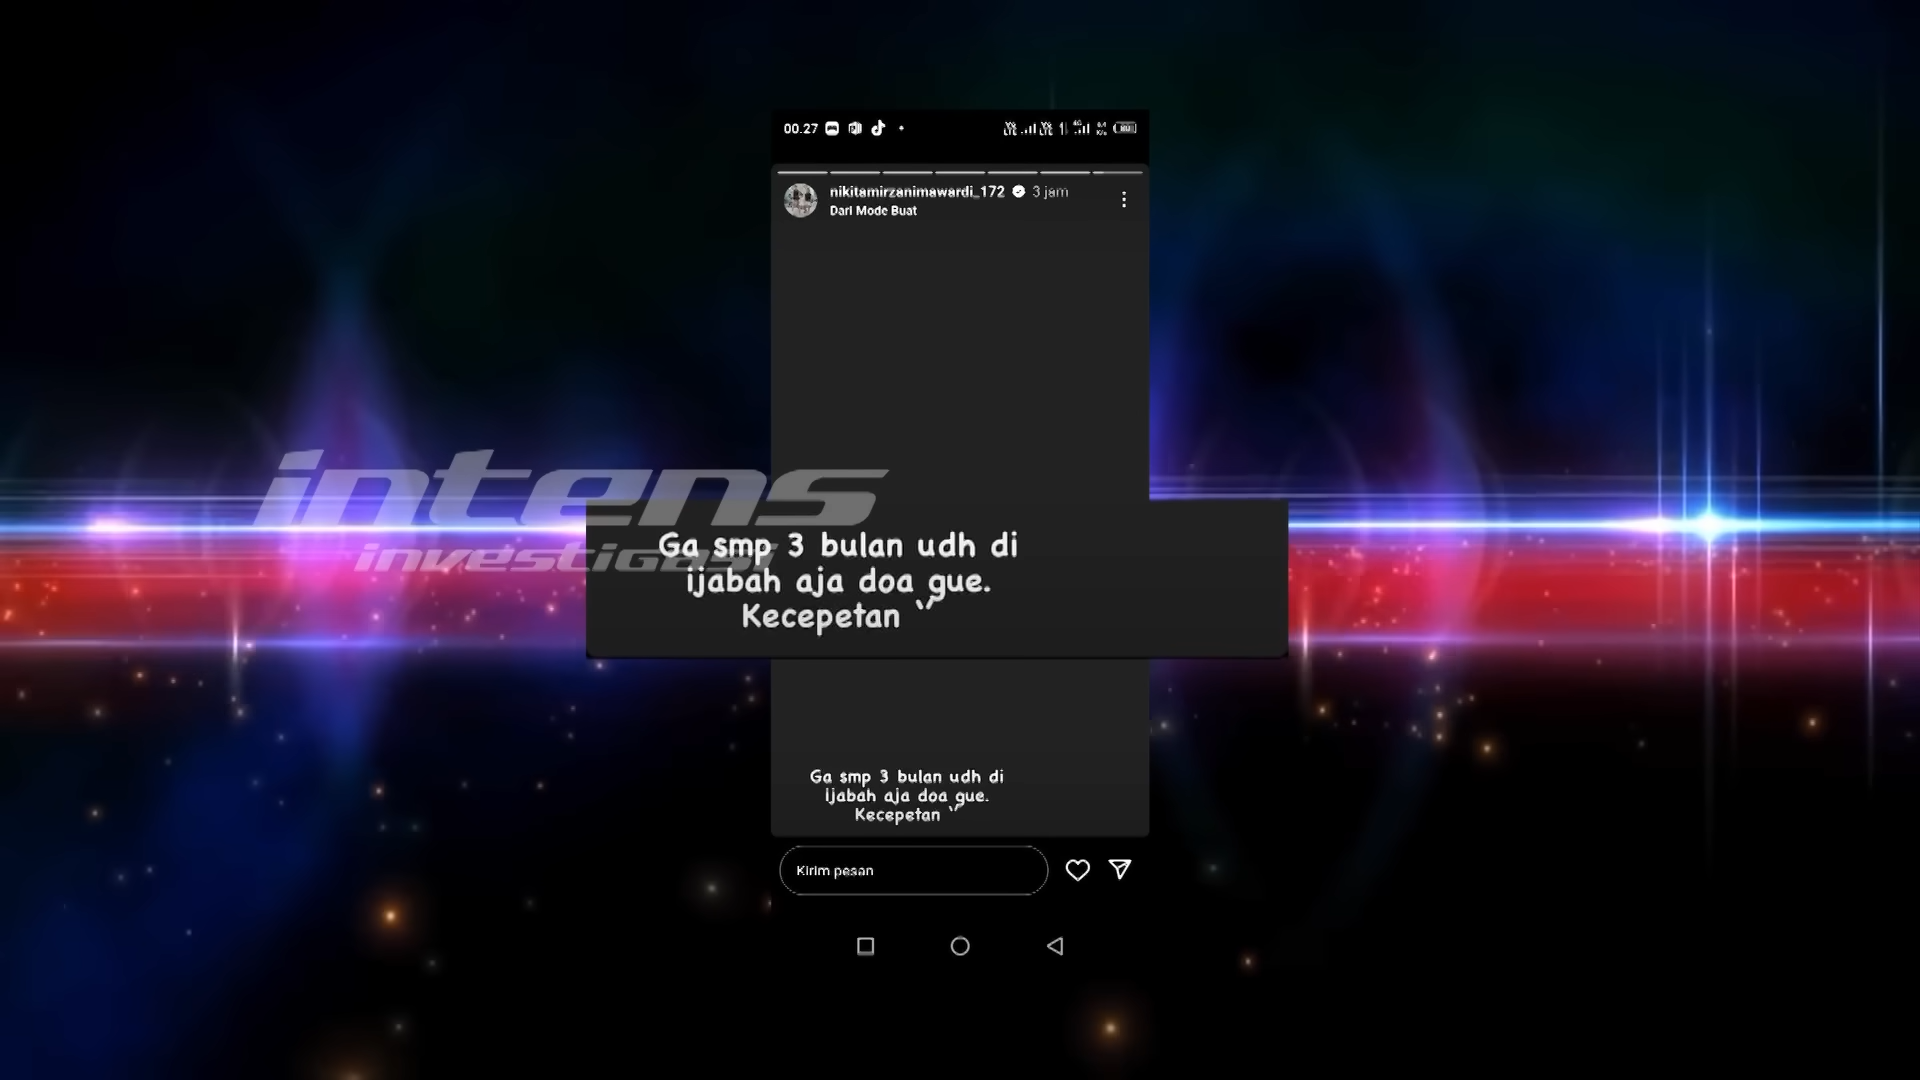 00.27
nikitamirzanimawardi_172 3 jam
Dari Mode Buat
intens
investigasi
Ga smp 3 bulan udh di
ijabah aja doa gue.
Kecepetan
Ga smp 3 bulan udh di
ijabah aja doa gue.
Kecepetan
Kirim pesan